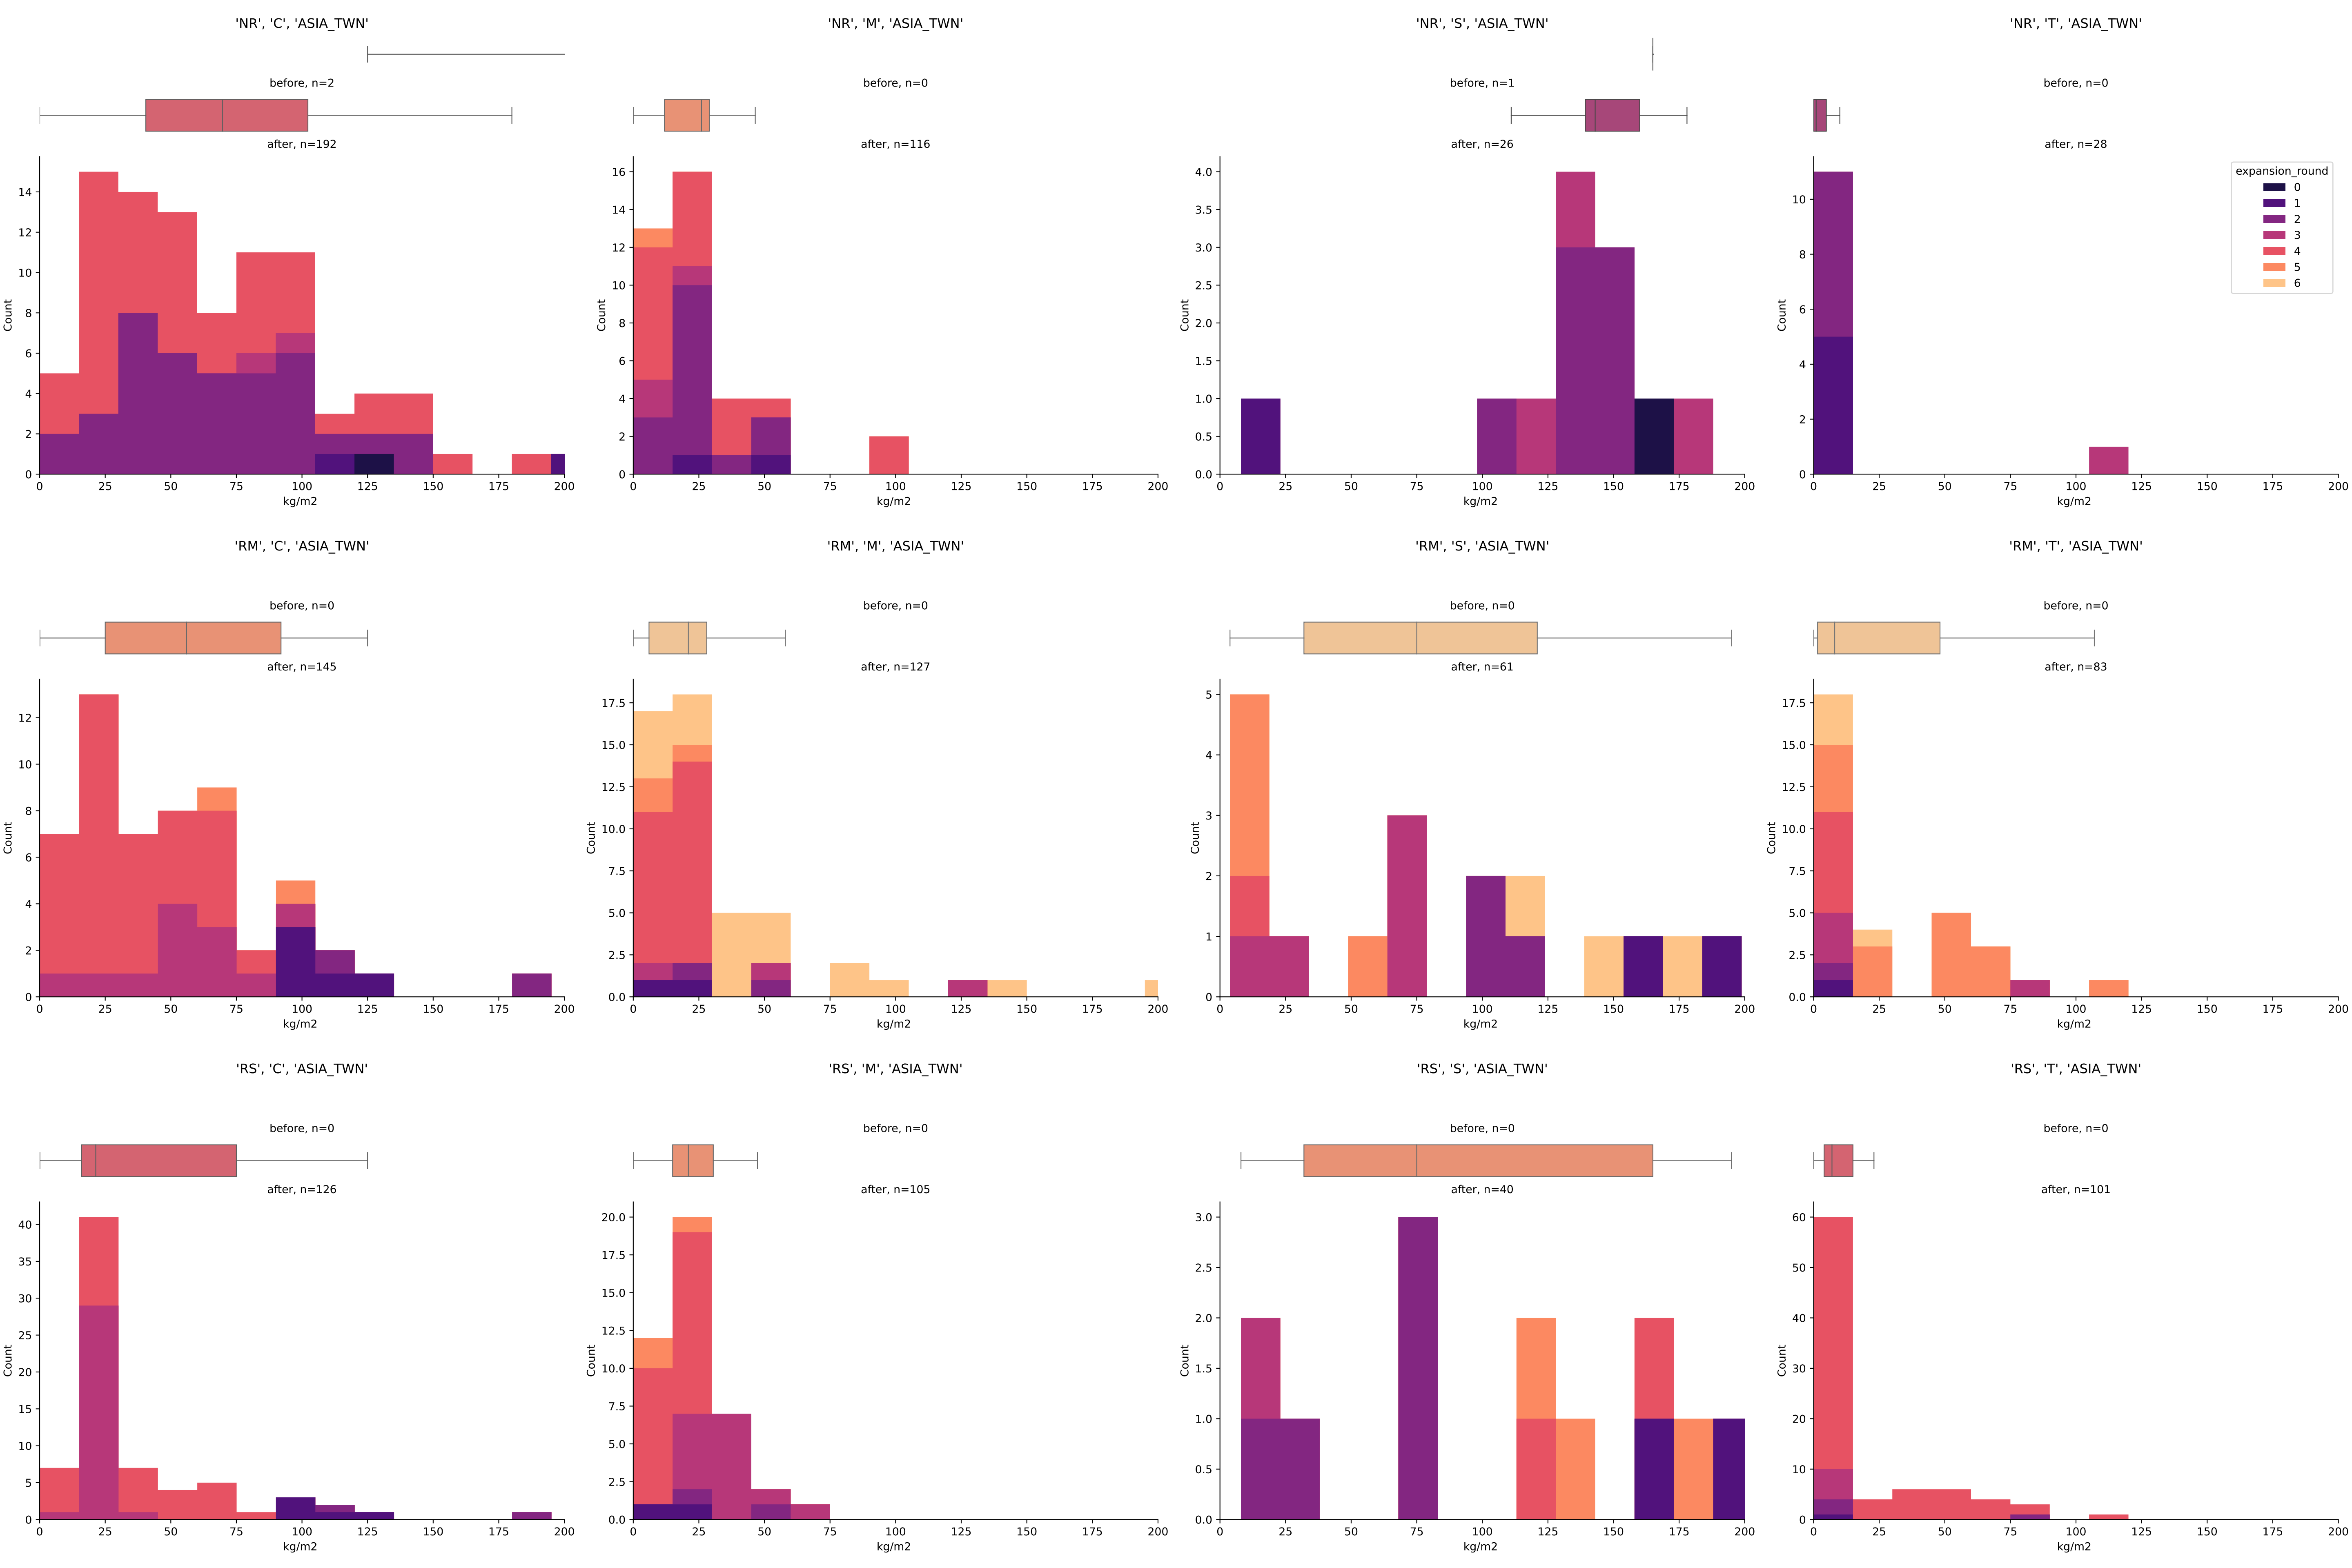 'NR', 'C', 'ASIA_TWN'
before, n=2
after, n=192
14
12
10
8
6
4
2
0
Count
0 25 50 75 100 125 150 175 200
kg/m2
'NR', 'M', 'ASIA_TWN'
before, n=0
after, n=116
16
14
12
10
8
6
4
2
0
Count
0 25 50 75 100 125 150 175 200
kg/m2
'NR', 'S', 'ASIA_TWN'
before, n=1
after, n=26
4.0
3.5
3.0
2.5
2.0
1.5
1.0
0.5
0.0
Count
0 25 50 75 100 125 150 175 200
kg/m2
'NR', 'T', 'ASIA_TWN'
before, n=0
after, n=28
expansion_round
0
1
2
3
4
5
6
10
8
6
4
2
0
Count
0 25 50 75 100 125 150 175 200
kg/m2
'RM', 'C', 'ASIA_TWN'
before, n=0
after, n=145
12
10
8
6
4
2
0
Count
0 25 50 75 100 125 150 175 200
kg/m2
'RM', 'M', 'ASIA_TWN'
before, n=0
after, n=127
17.5
15.0
12.5
10.0
7.5
5.0
2.5
0.0
Count
0 25 50 75 100 125 150 175 200
kg/m2
'RM', 'S', 'ASIA_TWN'
before, n=0
after, n=61
5
4
3
2
1
0
Count
0 25 50 75 100 125 150 175 200
kg/m2
'RM', 'T', 'ASIA_TWN'
before, n=0
after, n=83
17.5
15.0
12.5
10.0
7.5
5.0
2.5
0.0
Count
0 25 50 75 100 125 150 175 200
kg/m2
'RS', 'C', 'ASIA_TWN'
before, n=0
after, n=126
40
35
30
25
20
15
10
5
0
Count
0 25 50 75 100 125 150 175 200
kg/m2
'RS', 'M', 'ASIA_TWN'
before, n=0
after, n=105
20.0
17.5
15.0
12.5
10.0
7.5
5.0
2.5
0.0
Count
0 25 50 75 100 125 150 175 200
kg/m2
'RS', 'S', 'ASIA_TWN'
before, n=0
after, n=40
3.0
2.5
2.0
1.5
1.0
0.5
0.0
Count
0 25 50 75 100 125 150 175 200
kg/m2
'RS', 'T', 'ASIA_TWN'
before, n=0
after, n=101
60
50
40
30
20
10
0
Count
0 25 50 75 100 125 150 175 200
kg/m2